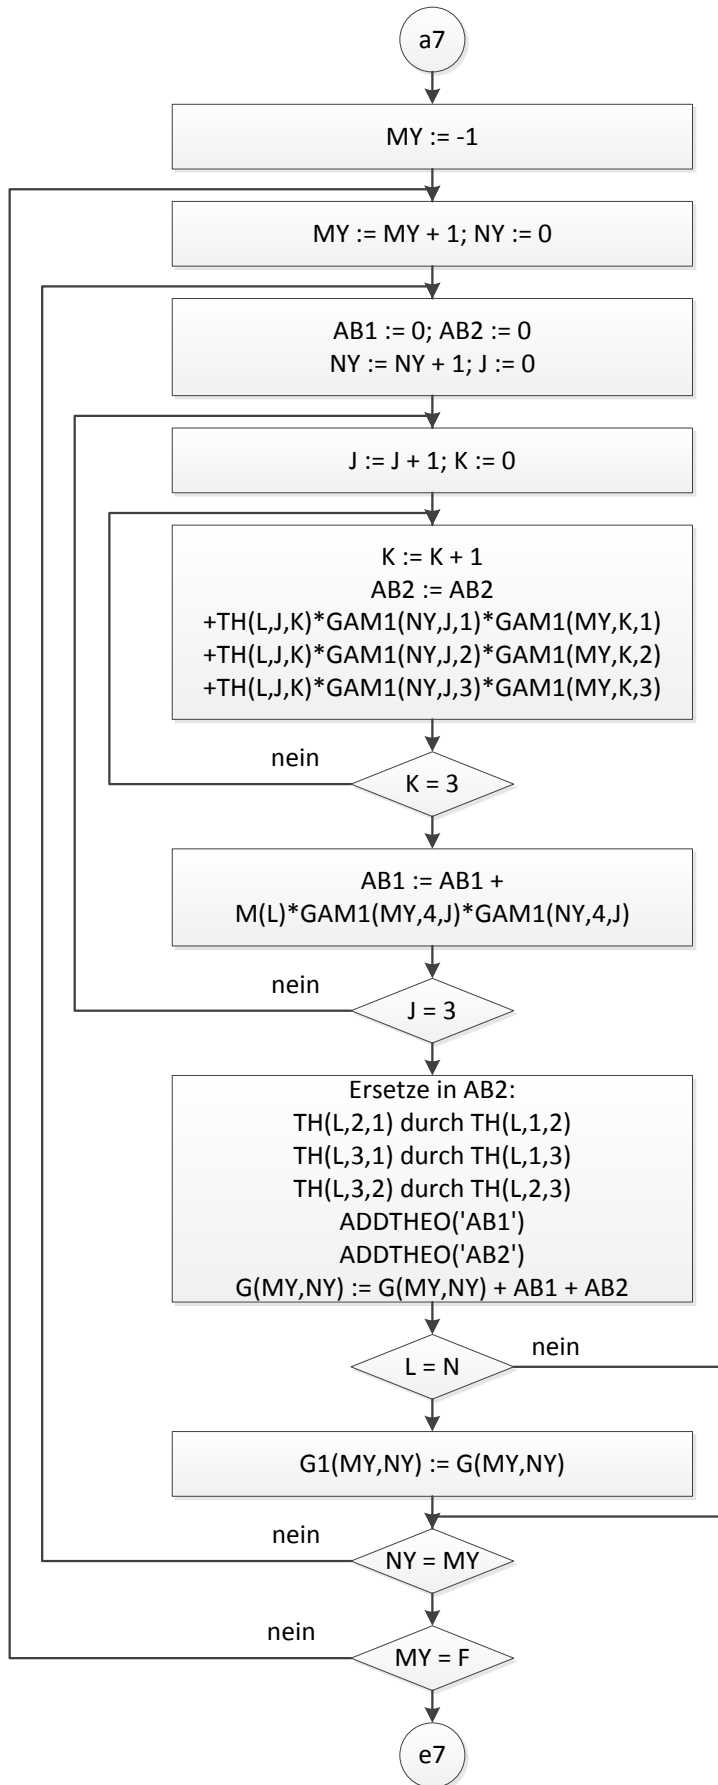 a7
MY := -1
MY := MY + 1; NY := 0
AB1 := 0; AB2 := 0
NY := NY + 1; J := 0
J := J + 1; K := 0
K := K + 1
AB2 := AB2
+TH(L,J,K)*GAM1(NY,J,1)*GAM1(MY,K,1)
+TH(L,J,K)*GAM1(NY,J,2)*GAM1(MY,K,2)
+TH(L,J,K)*GAM1(NY,J,3)*GAM1(MY,K,3)
nein
K = 3
AB1 := AB1 +
M(L)*GAM1(MY,4,J)*GAM1(NY,4,J)
nein
J = 3
Ersetze in AB2:
TH(L,2,1) durch TH(L,1,2)
TH(L,3,1) durch TH(L,1,3)
TH(L,3,2) durch TH(L,2,3)
ADDTHEO('AB1')
ADDTHEO('AB2')
G(MY,NY) := G(MY,NY) + AB1 + AB2
L = N
nein
G1(MY,NY) := G(MY,NY)
nein
NY = MY
nein
MY = F
e7